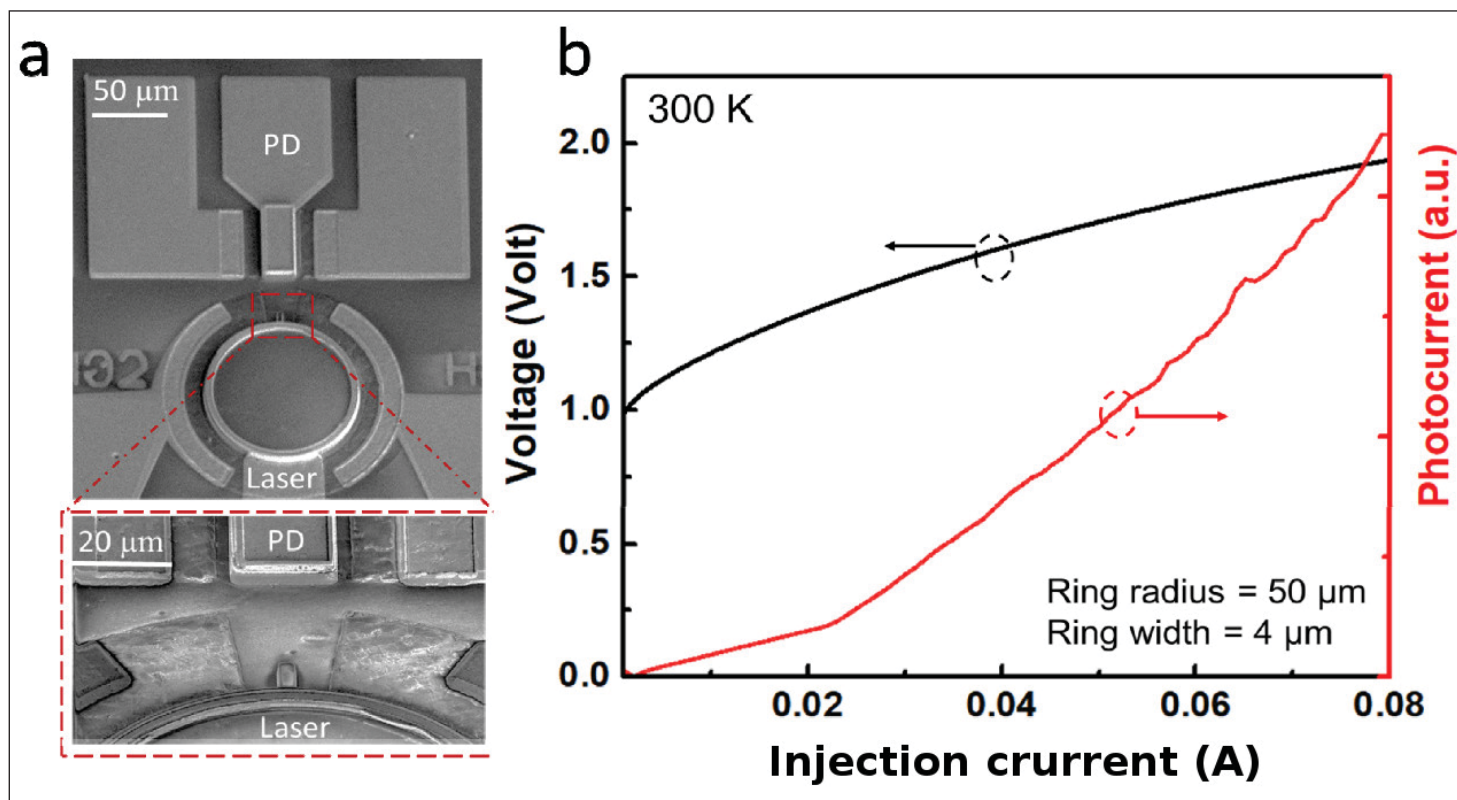 a
50 μm
PD
Laser
20 μm
PD
Laser
b
300 K
Voltage (Volt)
2.0
1.5
1.0
0.5
0.0
0.02
0.04
0.06
0.08
Injection crurrent (A)
Photocurrent (a.u.)
Ring radius = 50 μm
Ring width = 4 μm